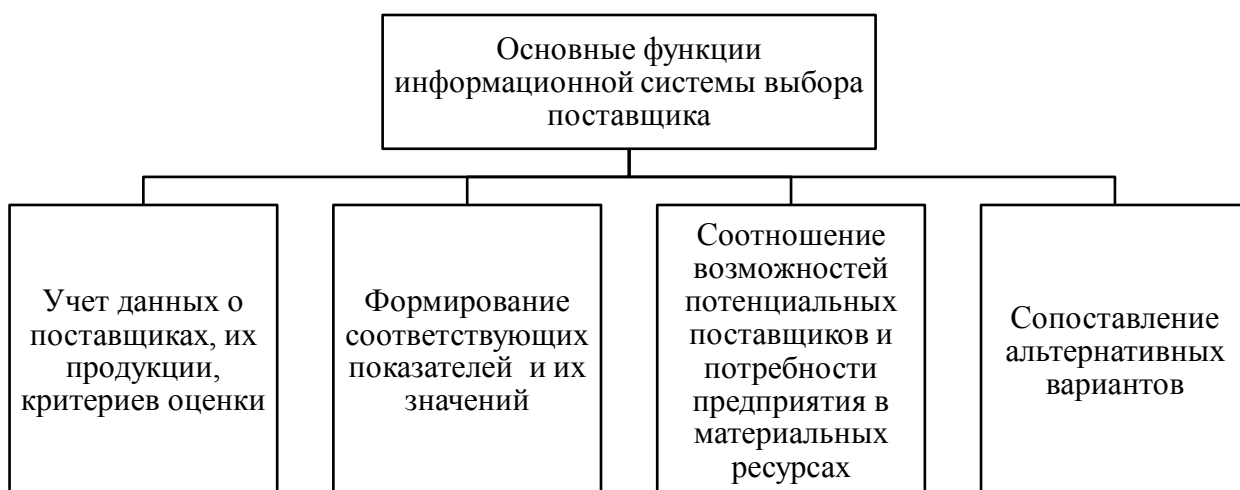 Основные функции
информационной системы выбора
поставщика
Учет данных о
поставщиках, их
продукции,
критериев оценки
Формирование
соответствующих
показателей и их
значений
Соотношение
возможностей
потенциальных
поставщиков и
потребности
предприятия в
материальных
ресурсах
Сопоставление
альтернативных
вариантов